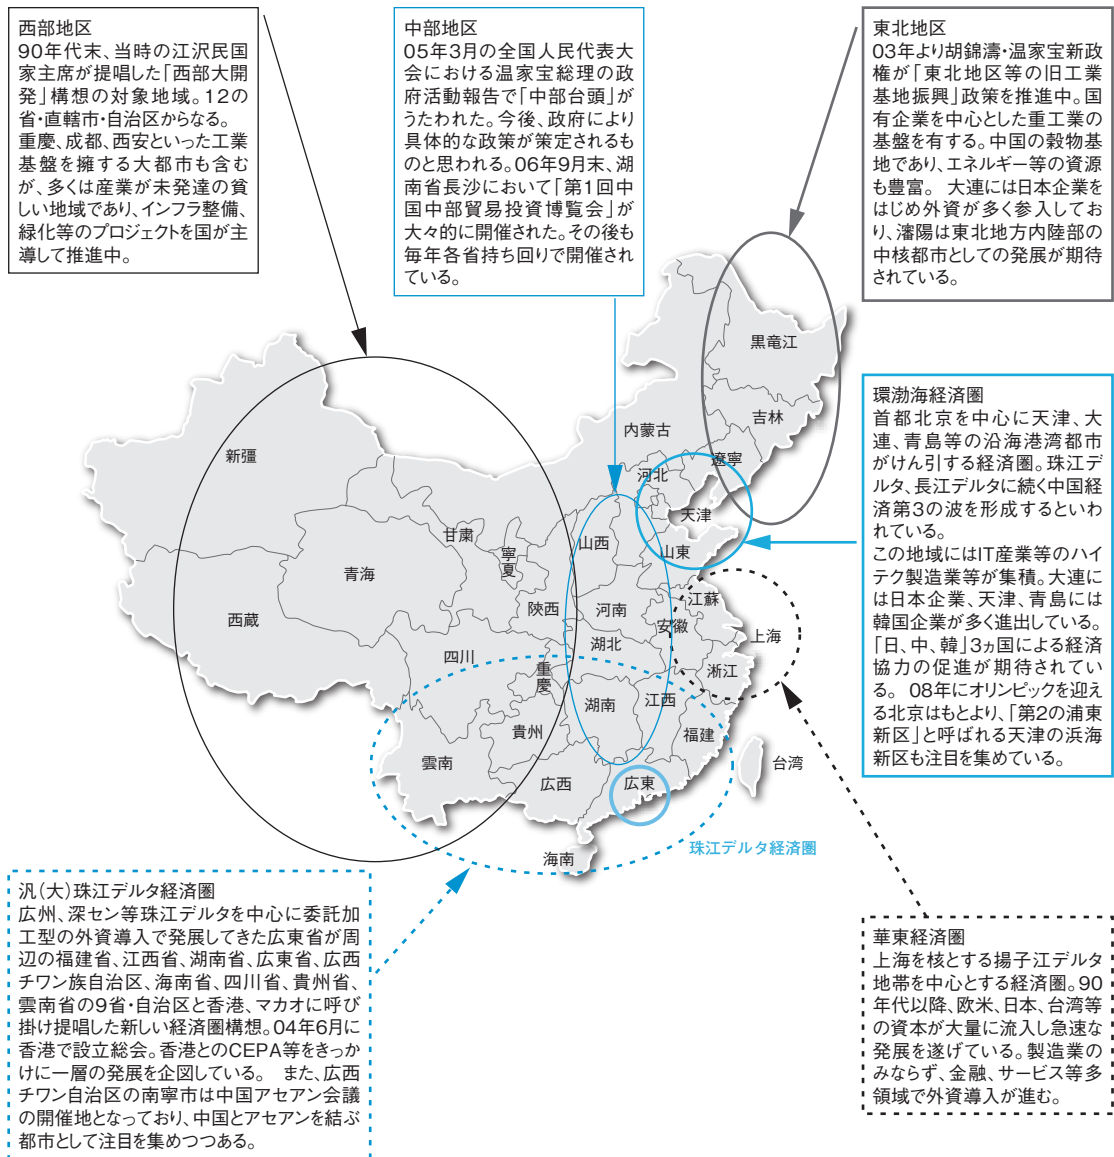 西部地区
90年代末、当時の江沢民国
家主席が提唱した「西部大開
発」構想の対象地域。12の
省・直轄市・自治区からなる。
重慶、成都、西安といった工業
基盤を擁する大都市も含む
が、多くは産業が未発達の貧
しい地域であり、インフラ整備、
緑化等のプロジェクトを国が主
導して推進中。
中部地区
05年3月の全国人民代表大
会における温家宝総理の政
府活動報告で「中部台頭」が
うたわれた。今後、政府により
具体的な政策が策定されるも
のと思われる。06年9月末、湖
南省長沙において「第1回中
国中部貿易投資博覧会」が
大々的に開催された。その後も
毎年各省持ち回りで開催され
ている。
東北地区
03年より胡錦濤・温家宝新政
権が「東北地区等の旧工業
基地振興」政策を推進中。国
有企業を中心とした重工業の
基盤を有する。中国の穀物基
地であり、エネルギー等の資源
も豊富。 大連には日本企業を
はじめ外資が多く参入してお
り、瀋陽は東北地方内陸部の
中核都市としての発展が期待
されている。
黒竜江
吉林
内蒙古
遼寧
新疆
河北
天津
甘粛
寧夏
山西
山東
青海
西蔵
陝西
河南
江蘇
安徽
上海
四川
重慶
湖北
淅江
湖南
江西
貴州
福建
雲南
広西
広東
台湾
海南
珠江デルタ経済圏
環渤海経済圏
首都北京を中心に天津、大
連、青島等の沿海港湾都市
がけん引する経済圏。珠江デ
ルタ、長江デルタに続く中国経
済第3の波を形成するといわ
れている。
この地域にはIT産業等のハイ
テク製造業等が集積。大連に
は日本企業、天津、青島には
韓国企業が多く進出している。
「日、中、韓」3ヵ国による経済
協力の促進が期待されてい
る。 08年にオリンピックを迎え
る北京はもとより、「第2の浦東
新区」と呼ばれる天津の浜海
新区も注目を集めている。
汎(大)珠江デルタ経済圏
広州、深セン等珠江デルタを中心に委託加
工型の外資導入で発展してきた広東省が周
辺の福建省、江西省、湖南省、広東省、広西
チワン族自治区、海南省、四川省、貴州省、
雲南省の9省・自治区と香港、マカオに呼び
掛け提唱した新しい経済圏構想。04年6月に
香港で設立総会。香港とのCEPA等をきっか
けに一層の発展を企図している。 また、広西
チワン自治区の南寧市は中国アセアン会議
の開催地となっており、中国とアセアンを結ぶ
都市として注目を集めつつある。
華東経済圏
上海を核とする揚子江デルタ
地帯を中心とする経済圏。90
年代以降、欧米、日本、台湾等
の資本が大量に流入し急速な
発展を遂げている。製造業の
みならず、金融、サービス等多
領域で外資導入が進む。